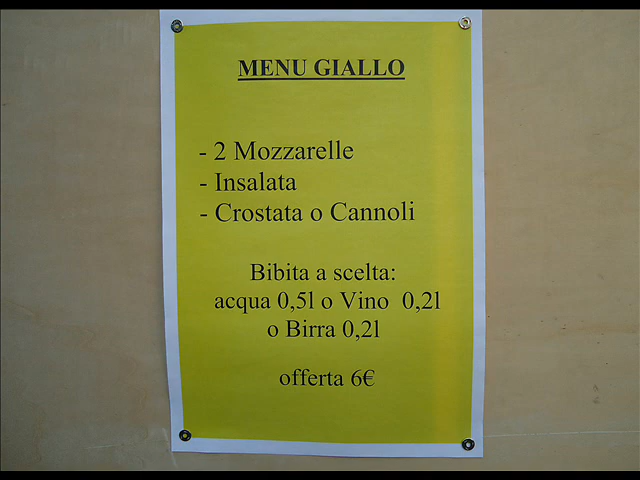 MENU GIALLO
- 2 Mozzarelle
- Insalata
- Crostata o Cannoli
Bibita a scelta:
acqua 0,5l o Vino 0,2l
o Birra 0,2l
offerta 6€